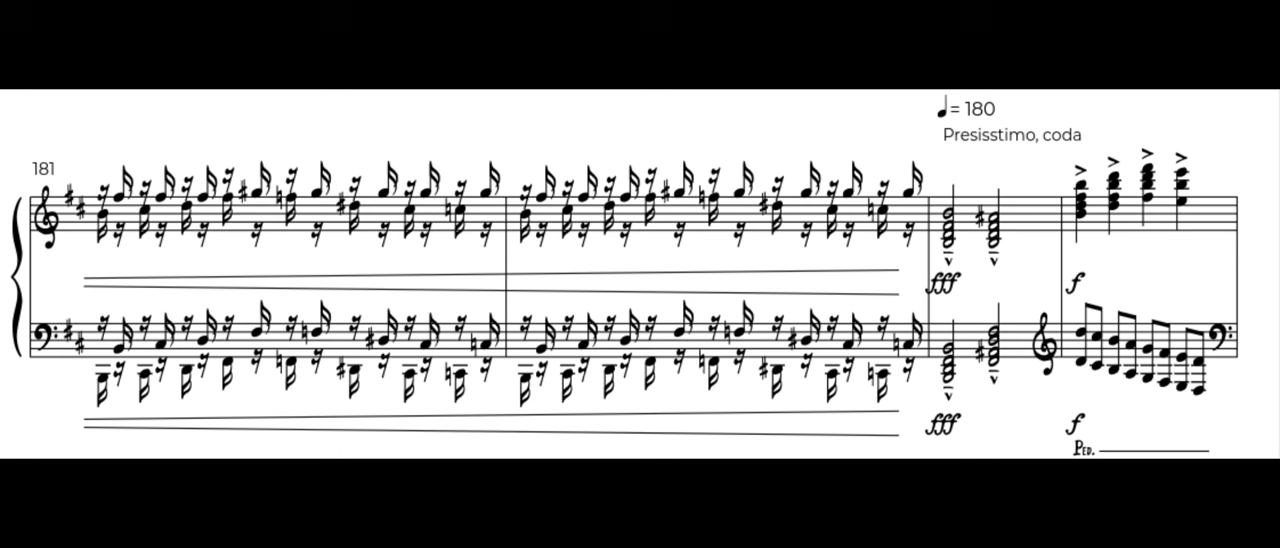 ♩= 180
Presisstimo, coda
181
fff f
fff f
Ped.